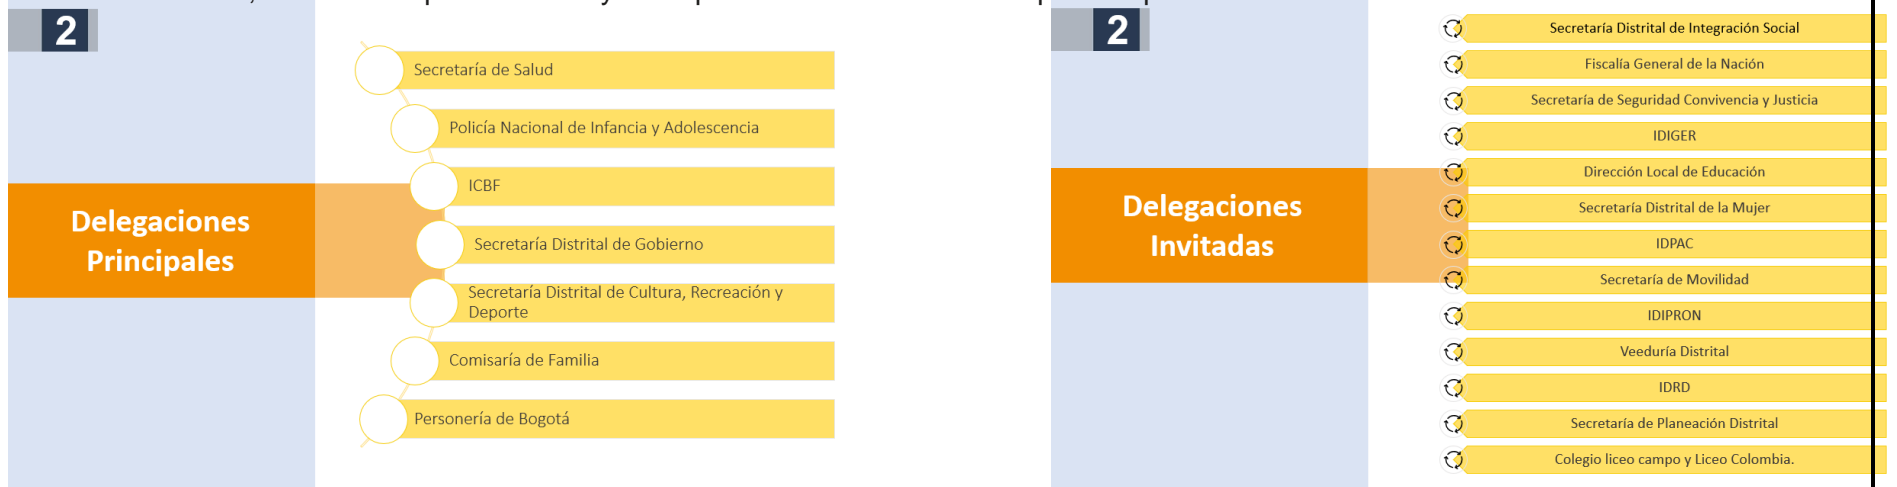 2
Delegaciones
Principales
Secretaría de Salud
Policía Nacional de Infancia y Adolescencia
ICBF
Secretaría Distrital de Gobierno
Secretaría Distrital de Cultura, Recreación y
Deporte
Comisaría de Familia
Personería de Bogotá
2
Delegaciones
Invitadas
Secretaría Distrital de Integración Social
Fiscalía General de la Nación
Secretaría de Seguridad Convivencia y Justicia
IDIGER
Dirección Local de Educación
Secretaría Distrital de la Mujer
IDPAC
Secretaría de Movilidad
IDIPRON
Veeduría Distrital
IDRD
Secretaría de Planeación Distrital
Colegio liceo campo y Liceo Colombia.